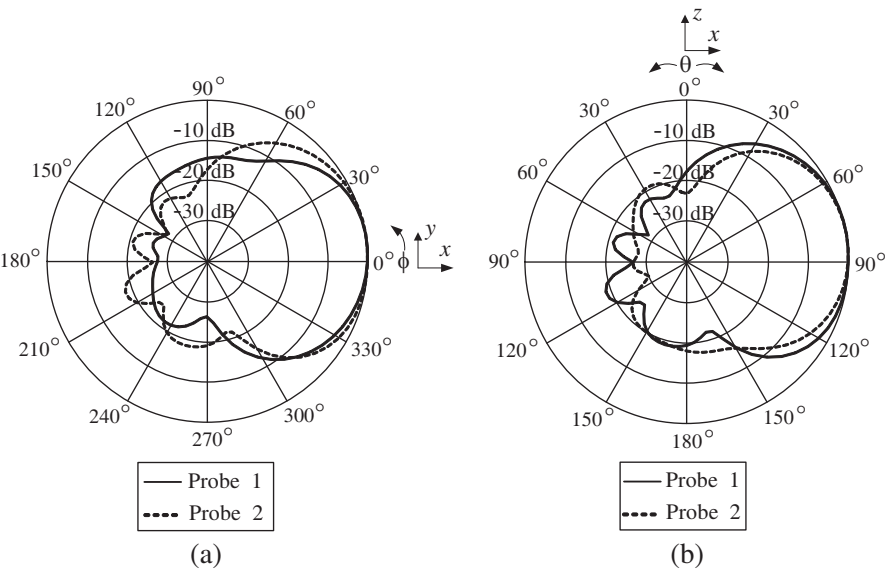 z
x
θ
90°
120°
60°
-10 dB
150°
30°
-20 dB
-30 dB
180°
0°
ϕ
y
x
210°
330°
240°
300°
270°
Probe 1
Probe 2
(a)
0°
30°
30°
-10 dB
60°
60°
-20 dB
-30 dB
90°
90°
120°
120°
150°
150°
180°
Probe 1
Probe 2
(b)